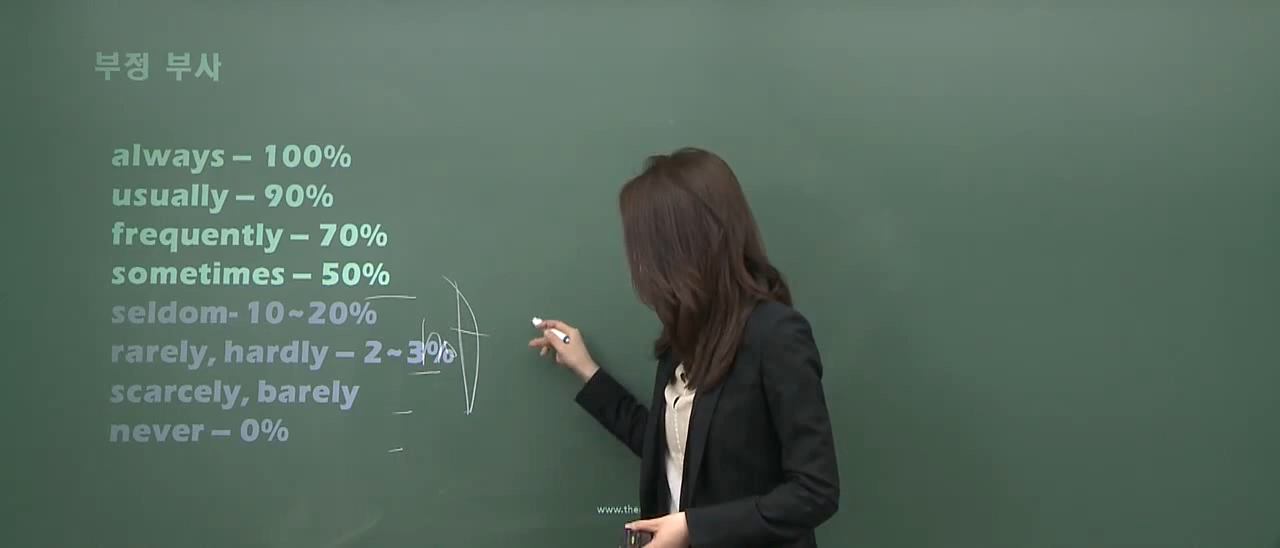 부정 부사
always – 100%
usually – 90%
frequently – 70%
sometimes – 50%
seldom- 10~20%
rarely, hardly – 2~3%
scarcely, barely
never – 0%